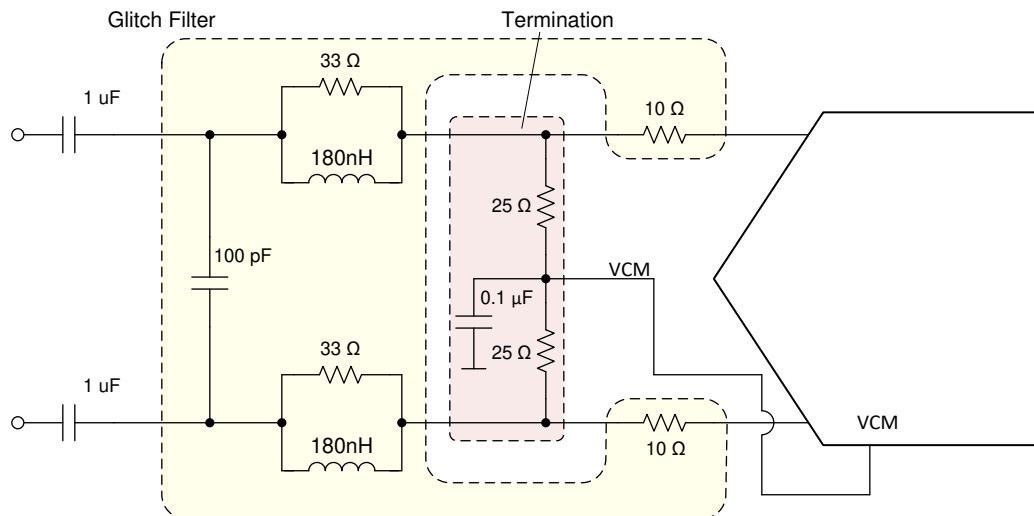 Glitch Filter
Termination
33 Ω
1 uF
10 Ω
180nH
25 Ω
100 pF
VCM
0.1 µF
33 Ω
25 Ω
1 uF
VCM
10 Ω
180nH